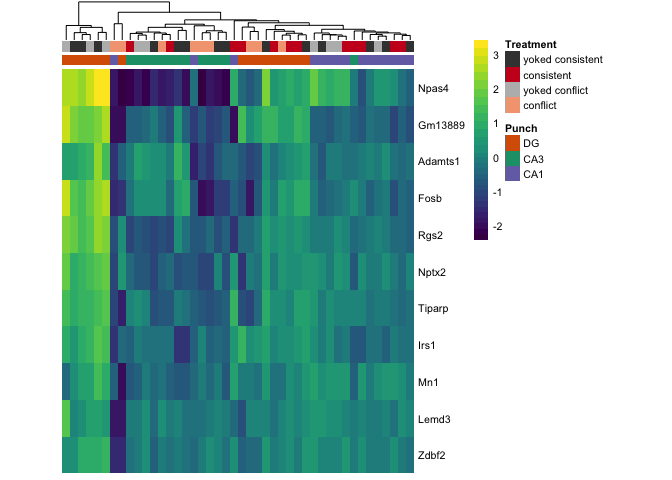 Npas4
Gm13889
Adamts1
Fosb
Rgs2
Nptx2
Tiparp
Irs1
Mn1
Lemd3
Zdbf2
3
2
1
0
-1
-2
Treatment
yoked consistent
consistent
yoked conflict
conflict
Punch
DG
CA3
CA1